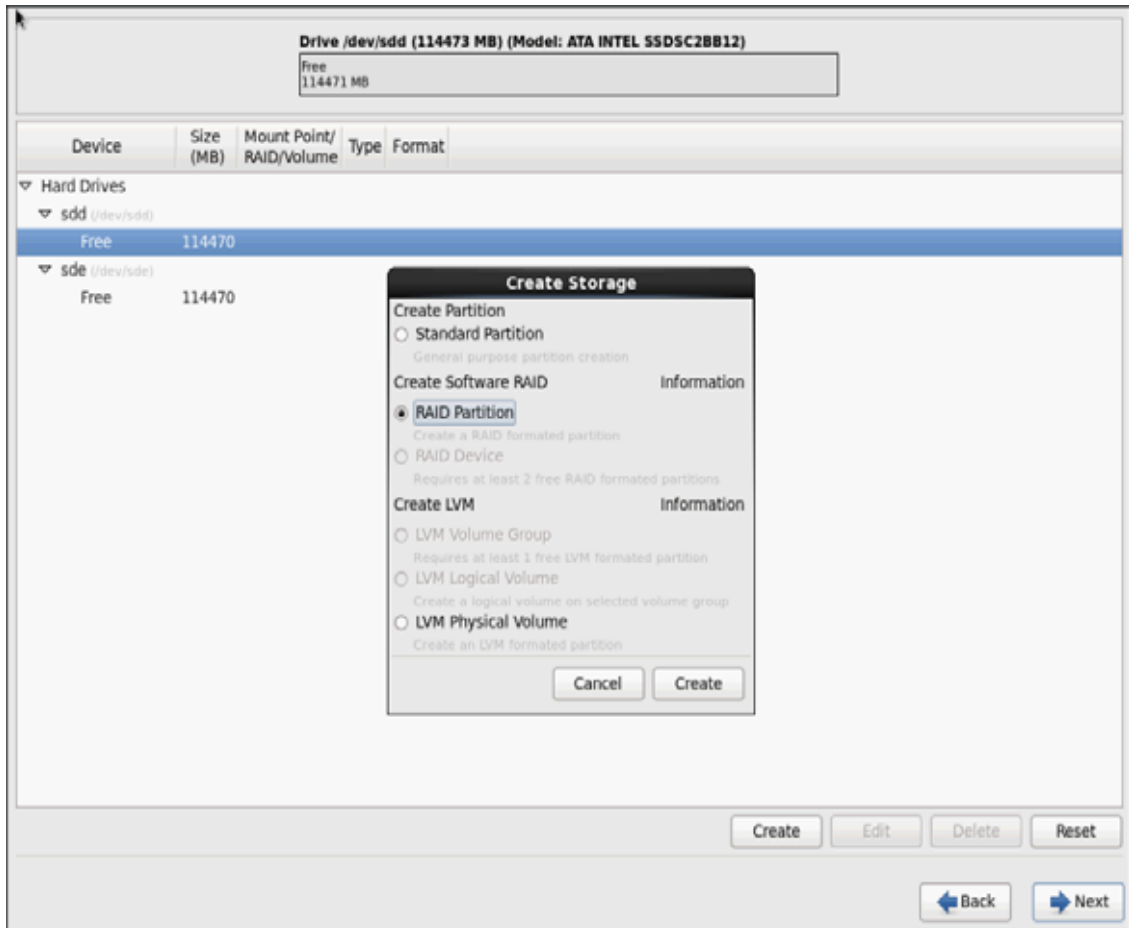 Drive /dev/sdd (114473 MB) (Model: ATA INTEL SSDSC2BB12)
Free
114471 MB
Device Size (MB) Mount Point/ RAID/Volume Type Format
Hard Drives
sdd (/dev/sdd)
Free 114470
sde (/dev/sde)
Free 114470
Create Storage
Create Partition
Standard Partition
General purpose partition creation
Create Software RAID Information
RAID Partition
Create a RAID formated partition
RAID Device
Requires at least 2 free RAID formated partitions
Create LVM Information
LVM Volume Group
Requires at least 1 free LVM formated partition
LVM Logical Volume
Create a logical volume on selected volume group
LVM Physical Volume
Create an LVM formated partition
Cancel Create
Create Edit Delete Reset
Back Next